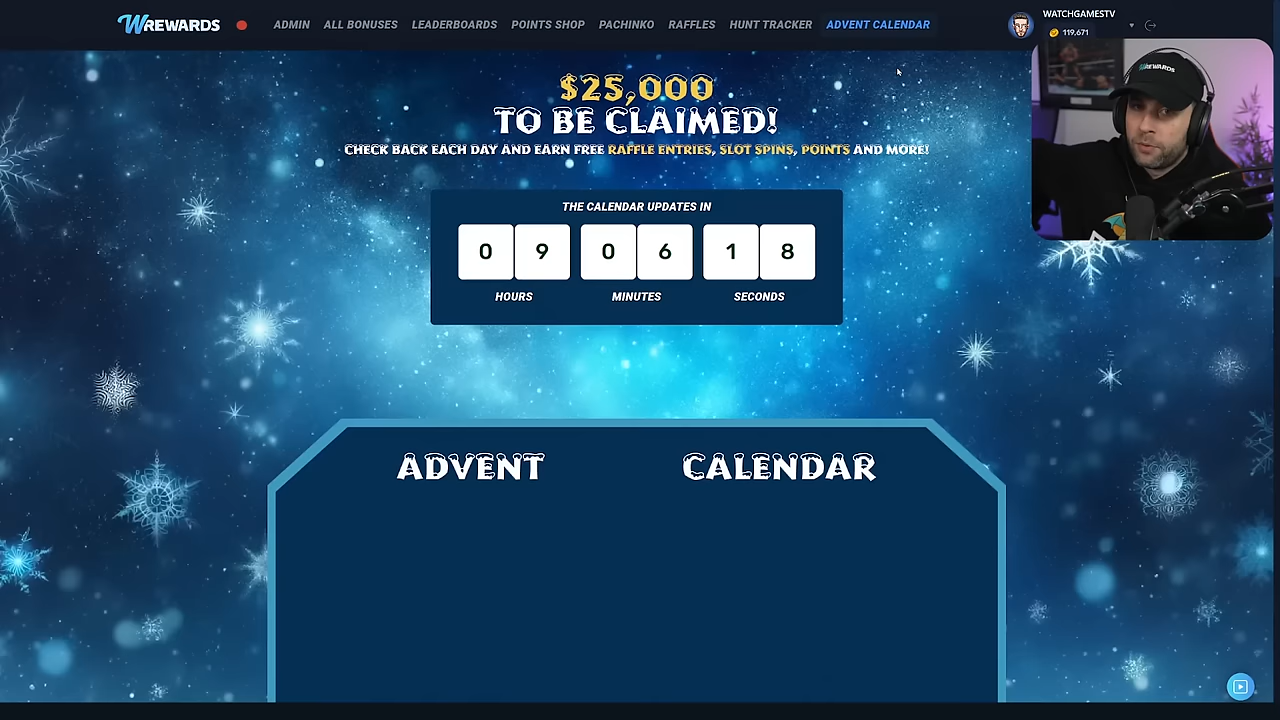 WREWARDS
ADMIN
ALL BONUSES
LEADERBOARDS
POINTS SHOP
PACHINKO
RAFFLES
HUNT TRACKER
ADVENT CALENDAR
WATCHGAMESTV
119,671
WREWARDS
$25,000
TO BE CLAIMED!
CHECK BACK EACH DAY AND EARN FREE RAFFLE ENTRIES, SLOT SPINS, POINTS AND MORE!
THE CALENDAR UPDATES IN
0 9 0 6 1 8
HOURS MINUTES SECONDS
ADVENT CALENDAR